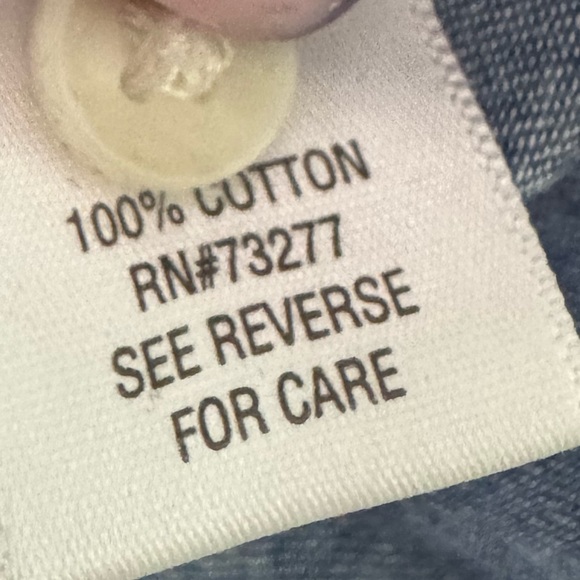 100% COTTON
RN#73277
SEE REVERSE
FOR CARE